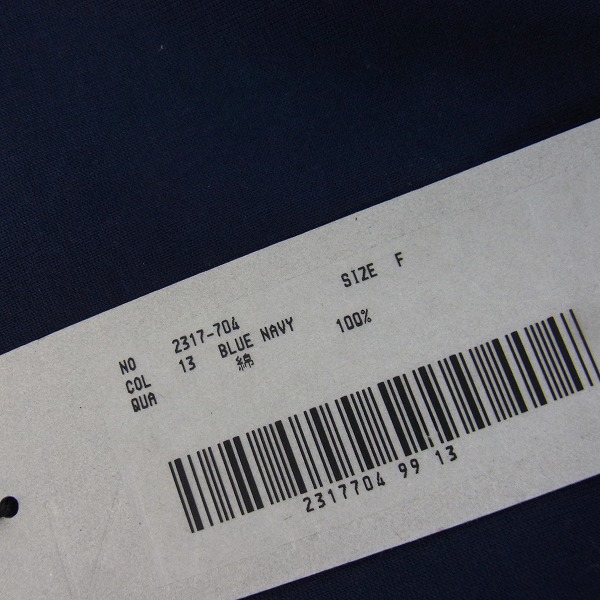 NO 2317-704 SIZE F
COL 13 BLUE NAVY
QUA 綿 100%
2317704 99 13